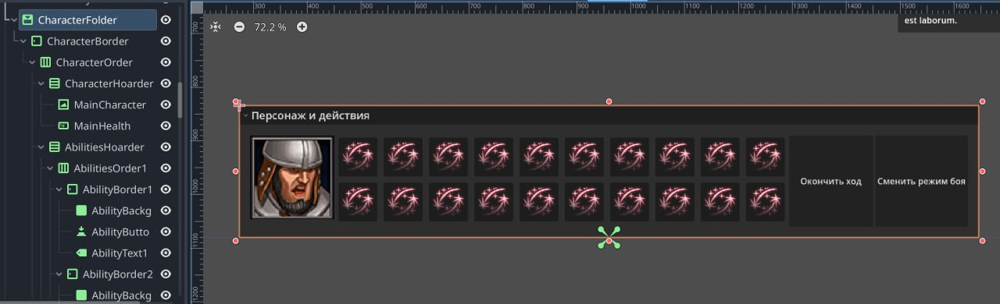 CharacterFolder
CharacterBorder
CharacterOrder
CharacterHoarder
MainCharacter
MainHealth
AbilitiesHoarder
AbilitiesOrder1
AbilityBorder1
AbilityBackg
AbilityButto
AbilityText1
AbilityBorder2
AbilityBackg
300 400 500 600 700 800 900 1000 1100 1200 1300 1400 1500 1600
700
800
900
1000
1100
1200
72.2 %
est laborum.
Персонаж и действия
Окончить ход
Сменить режим боя